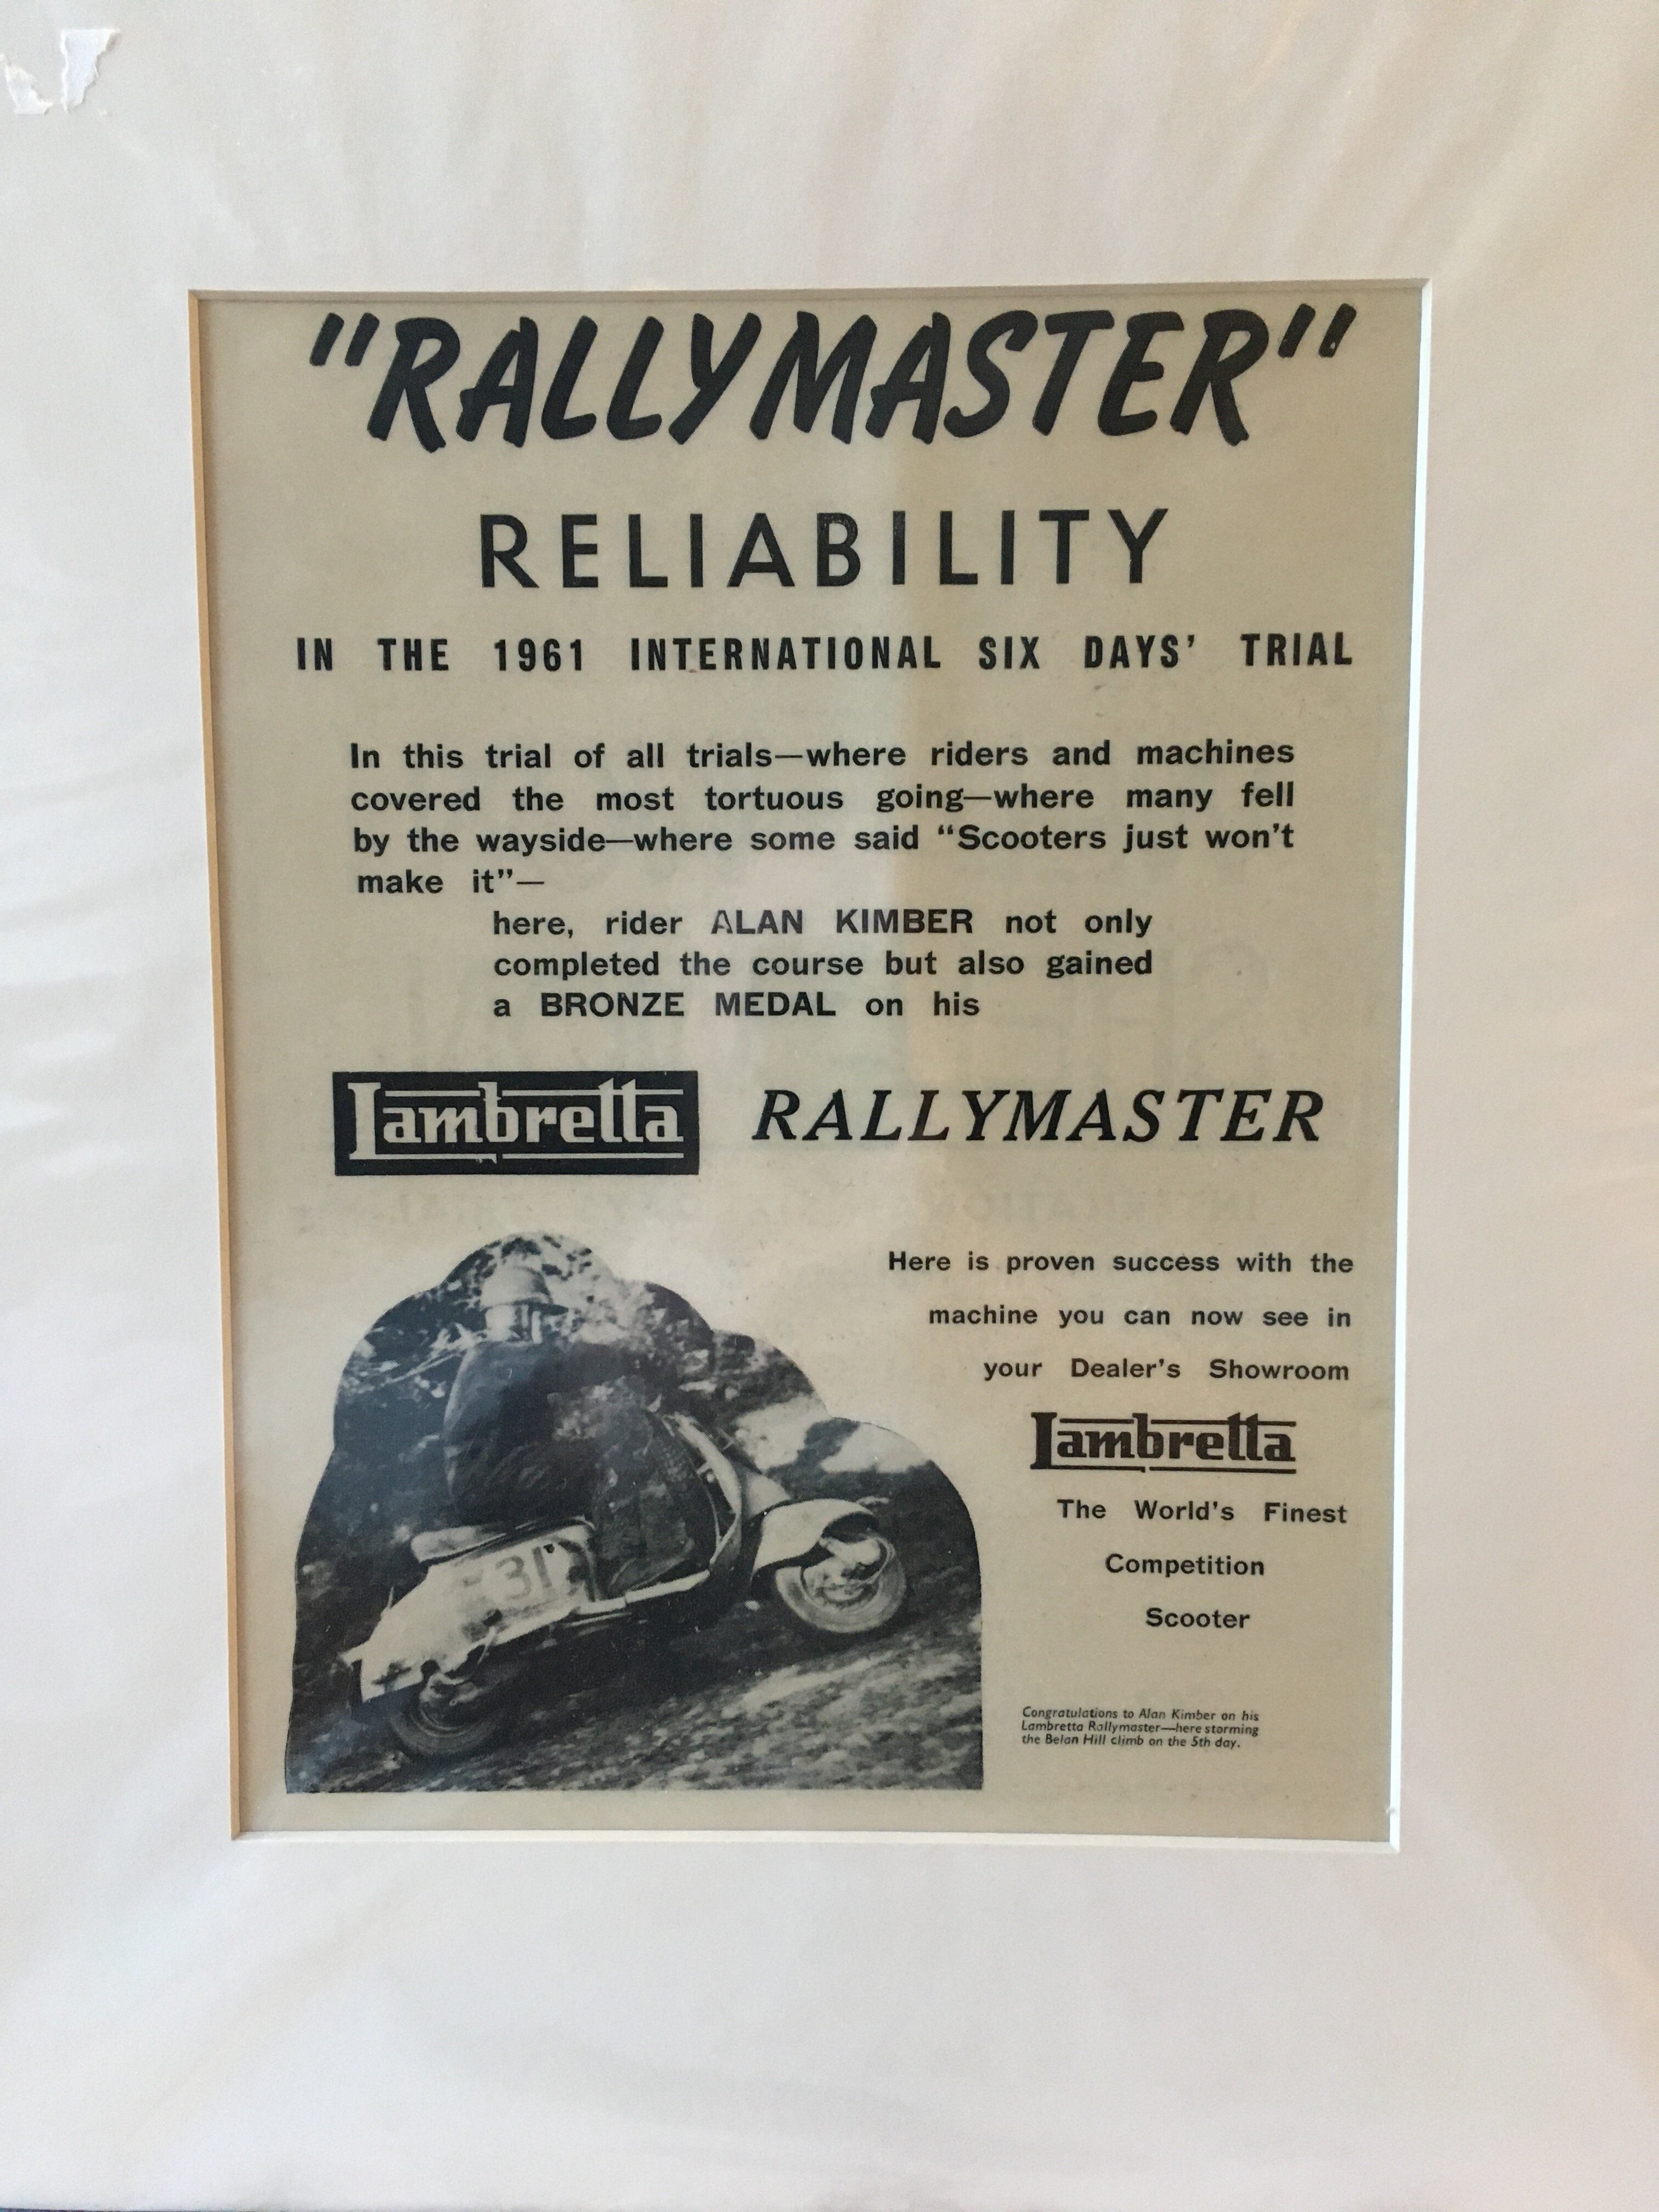 "RALLYMASTER"
RELIABILITY
IN THE 1961 INTERNATIONAL SIX DAYS' TRIAL
In this trial of all trials—where riders and machines
covered the most tortuous going—where many fell
by the wayside—where some said “Scooters just won't
make it”—
here, rider ALAN KIMBER not only
completed the course but also gained
a BRONZE MEDAL on his
Lambretta RALLYMASTER
Here is proven success with the
machine you can now see in
your Dealer's Showroom
Lambretta
The World's Finest
Competition
Scooter
31
Congratulations to Alan Kimber on his
Lambretta Rallymaster—here storming
the Belan Hill climb on the 5th day.